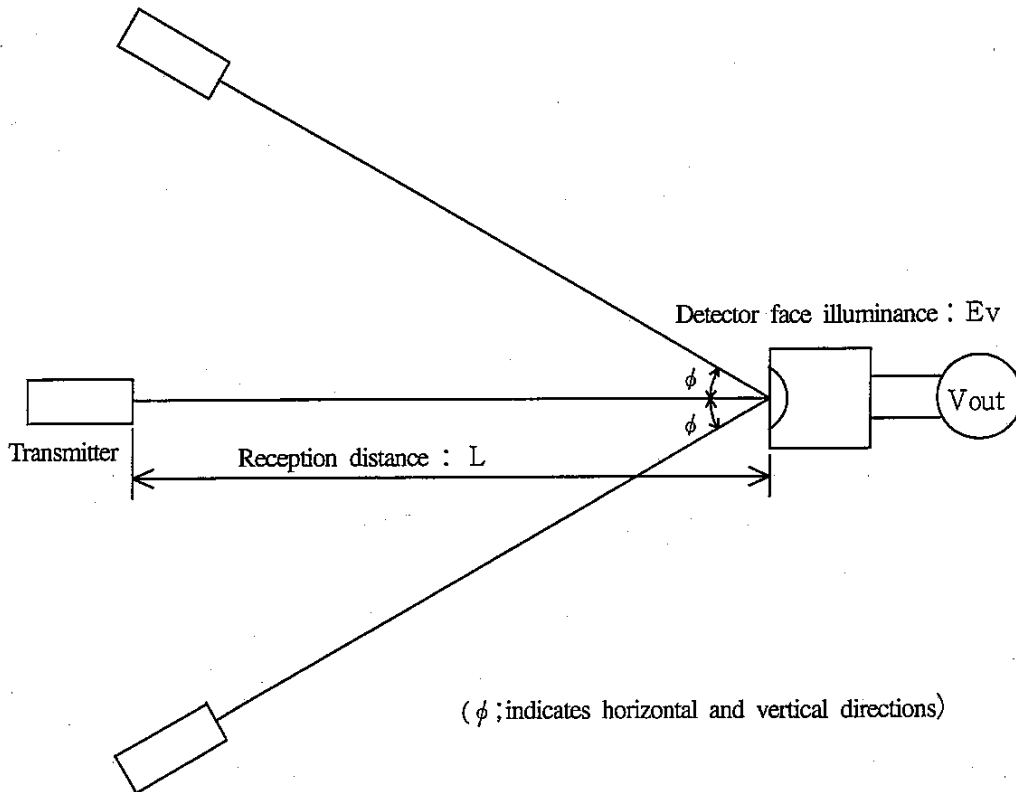 Detector face illuminance : Ev
ϕ
ϕ
Vout
Transmitter
Reception distance : L
( ϕ ;indicates horizontal and vertical directions)